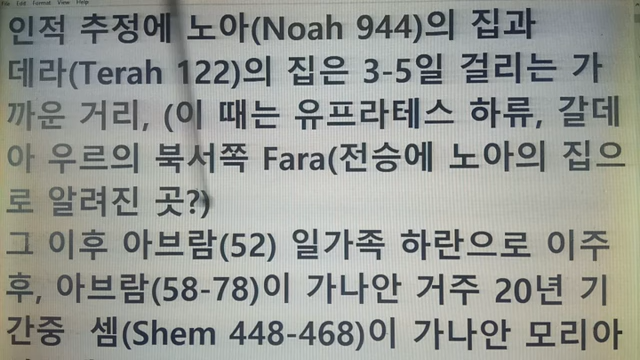 File Edit Format View Help
인적 추정에 노아(Noah 944)의 집과
데라(Terah 122)의 집은 3-5일 걸리는 가
까운 거리, (이 때는 유프라테스 하류, 갈데
아 우르의 북서쪽 Fara(전승에 노아의 집으
로 알려진 곳?)
그 이후 아브람(52) 일가족 하란으로 이주
후, 아브람(58-78)이 가나안 거주 20년 기
간중 셈(Shem 448-468)이 가나안 모리아